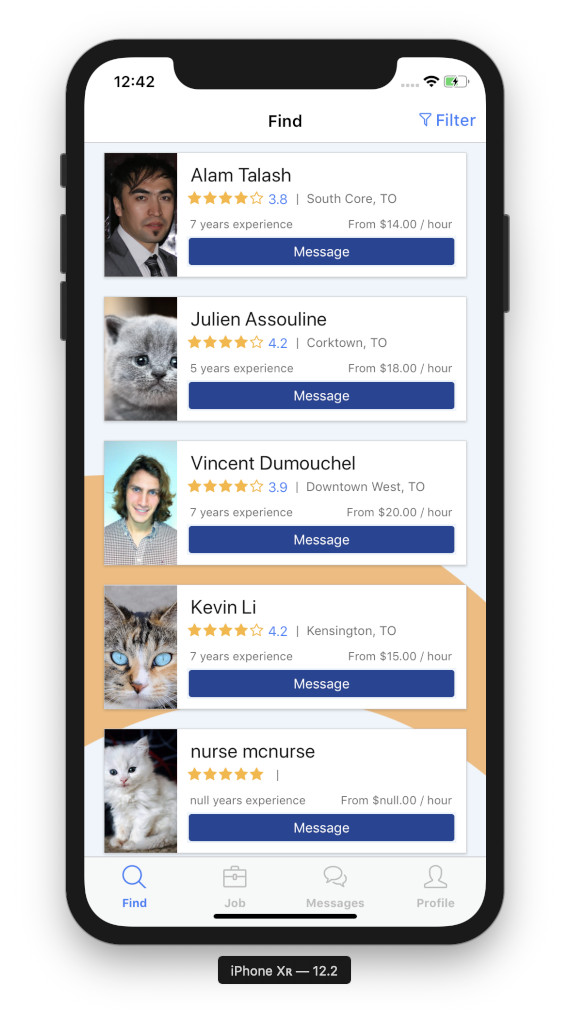 12:42
Find
Filter
Alam Talash
3.8 | South Core, TO
7 years experience From $14.00 / hour
Message
Julien Assouline
4.2 | Corktown, TO
5 years experience From $18.00 / hour
Message
Vincent Dumouchel
3.9 | Downtown West, TO
7 years experience From $20.00 / hour
Message
Kevin Li
4.2 | Kensington, TO
7 years experience From $15.00 / hour
Message
nurse mcnurse
|
null years experience From $null.00 / hour
Message
Find Job Messages Profile
iPhone Xʀ — 12.2